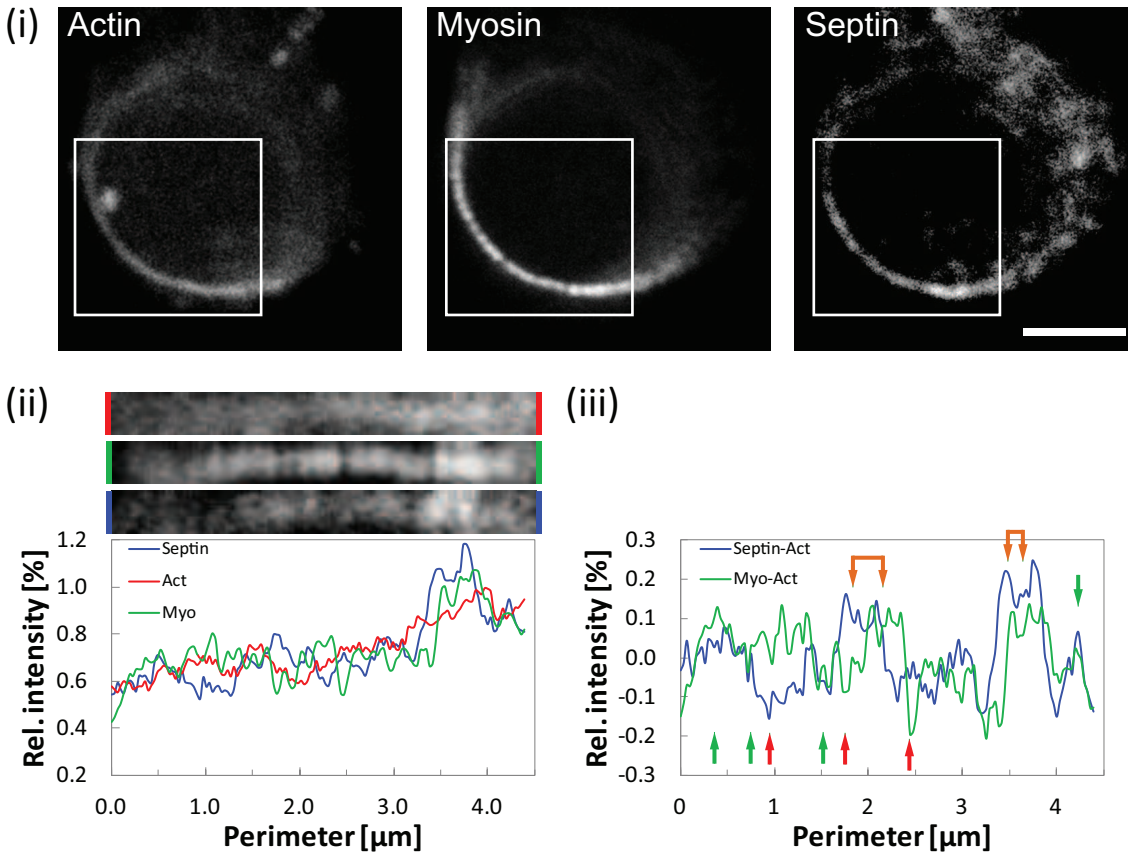 (i)
Actin
Myosin
Septin
(ii)
Rel. intensity [%]
1.2
1.0
0.8
0.6
0.4
0.2
Septin
Act
Myo
0.0
1.0
2.0
3.0
4.0
Perimeter [µm]
(iii)
Rel. intensity [%]
0.3
0.2
0.1
0.0
-0.1
-0.2
-0.3
Septin-Act
Myo-Act
0
1
2
3
4
Perimeter [µm]